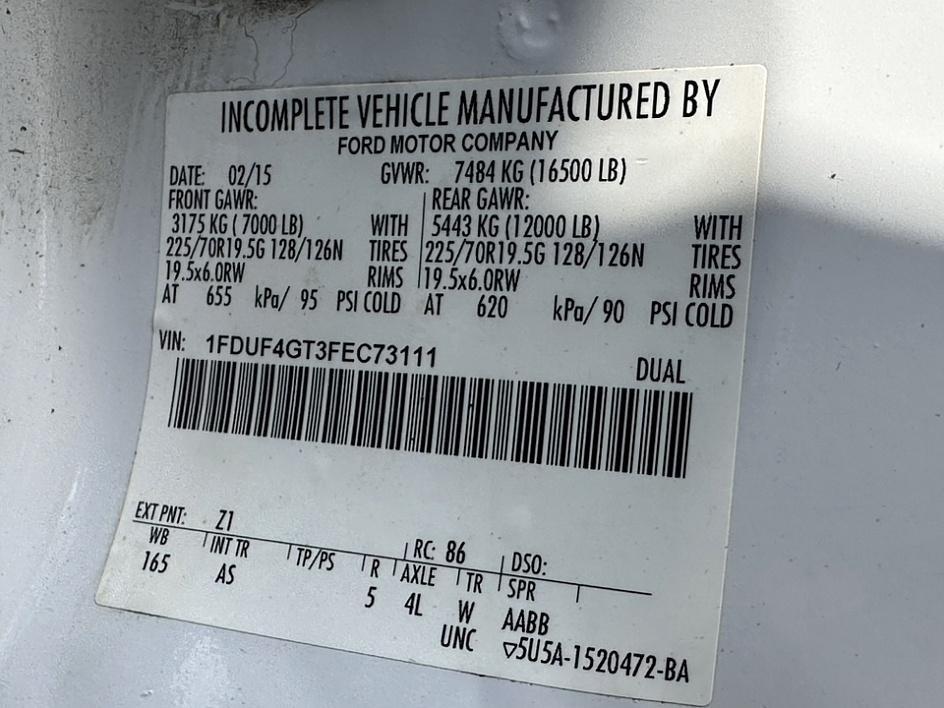 INCOMPLETE VEHICLE MANUFACTURED BY
FORD MOTOR COMPANY
DATE: 02/15 GVWR: 7484 KG (16500 LB)
FRONT GAWR: REAR GAWR:
3175 KG ( 7000 LB) WITH 5443 KG (12000 LB) WITH
225/70R19.5G 128/126N TIRES 225/70R19.5G 128/126N TIRES
19.5x6.0RW RIMS 19.5x6.0RW RIMS
AT 655 kPa/ 95 PSI COLD AT 620 kPa/ 90 PSI COLD
VIN: 1FDUF4GT3FEC73111 DUAL
EXT PNT: Z1 RC: 86 DSO:
WB INT TR TP/PS R AXLE TR SPR
165 AS 5 4L W AABB
UNC ▽5U5A-1520472-BA